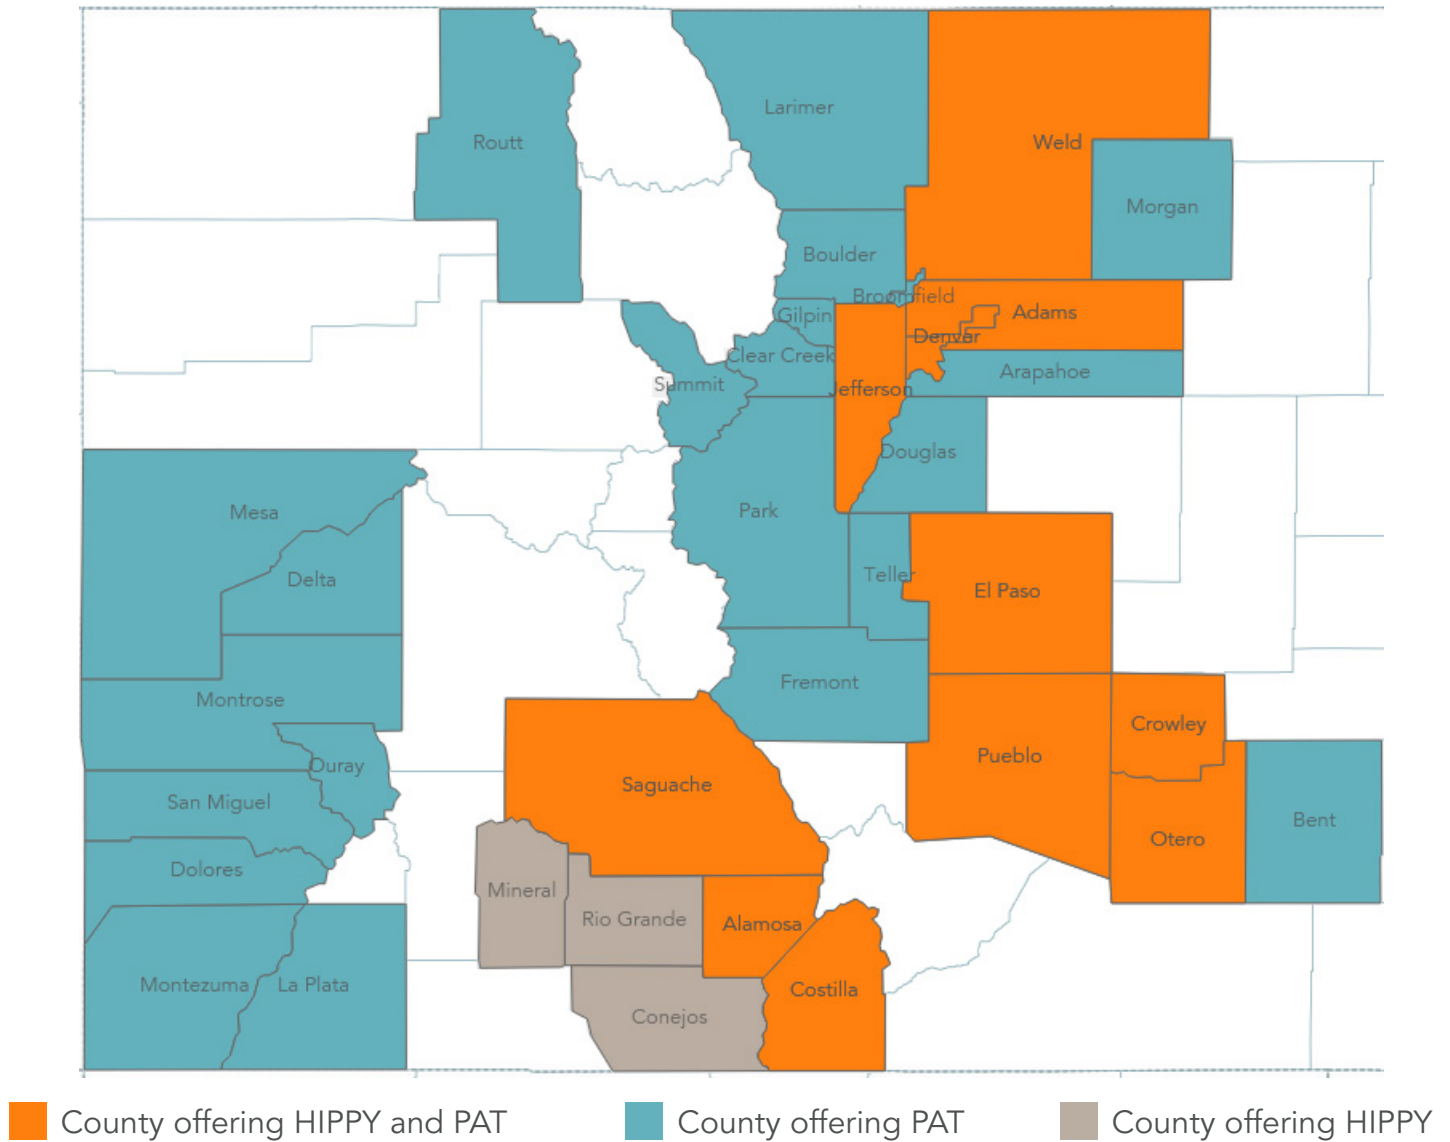 Larimer
Routt
Weld
Morgan
Boulder
Broomfield
Gilpin
Adams
Denver
Clear Creek
Arapahoe
Summit
Jefferson
Douglas
Park
Mesa
Teller
Delta
El Paso
Fremont
Montrose
Crowley
Pueblo
Ouray
Saguache
San Miguel
Bent
Otero
Dolores
Mineral
Rio Grande
Alamosa
Montezuma
La Plata
Costilla
Conejos
County offering HIPPY and PAT
County offering PAT
County offering HIPPY